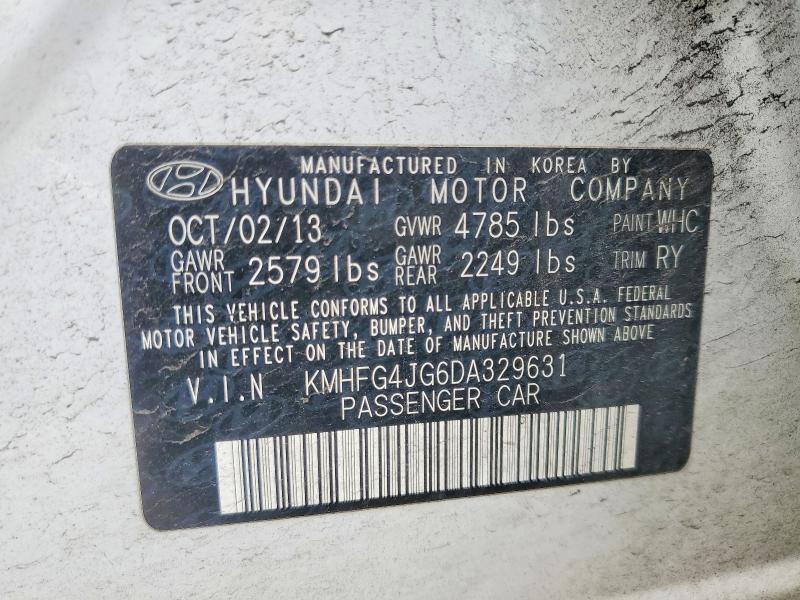 MANUFACTURED IN KOREA BY
HYUNDAI MOTOR COMPANY
OCT/02/13 GVWR 4785 lbs PAINT WHC
GAWR FRONT 2579 lbs GAWR REAR 2249 lbs TRIM RY
THIS VEHICLE CONFORMS TO ALL APPLICABLE U.S.A. FEDERAL
MOTOR VEHICLE SAFETY, BUMPER, AND THEFT PREVENTION STANDARDS
IN EFFECT ON THE DATE OF MANUFACTURE SHOWN ABOVE
V.I.N KMHFG4JG6DA329631
PASSENGER CAR